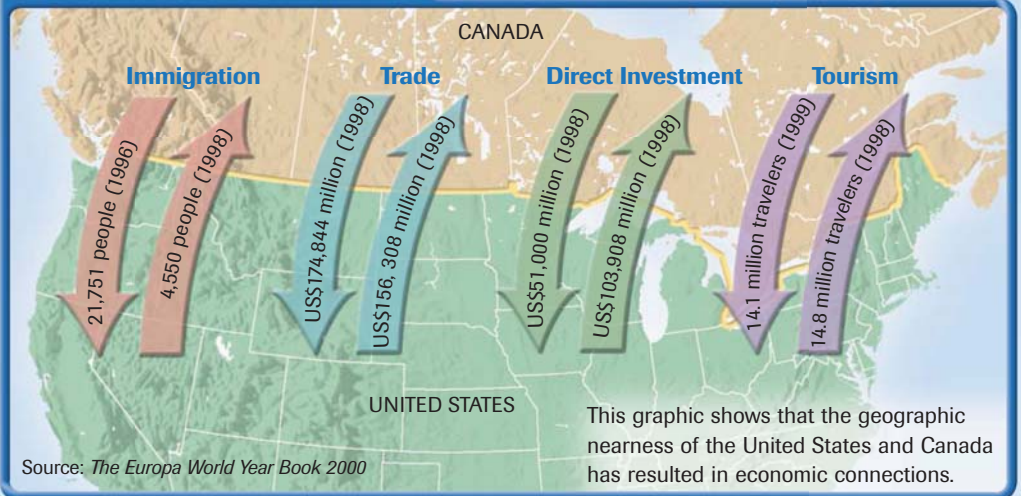 CANADA
Immigration
Trade
Direct Investment
Tourism
21,751 people (1996)
4,550 people (1998)
US$174,844 million (1998)
US$156, 308 million (1998)
US$51,000 million (1998)
US$103,908 million (1998)
14.1 million travelers (1999)
14.8 million travelers (1998)
UNITED STATES
This graphic shows that the geographic
nearness of the United States and Canada
has resulted in economic connections.
Source: The Europa World Year Book 2000